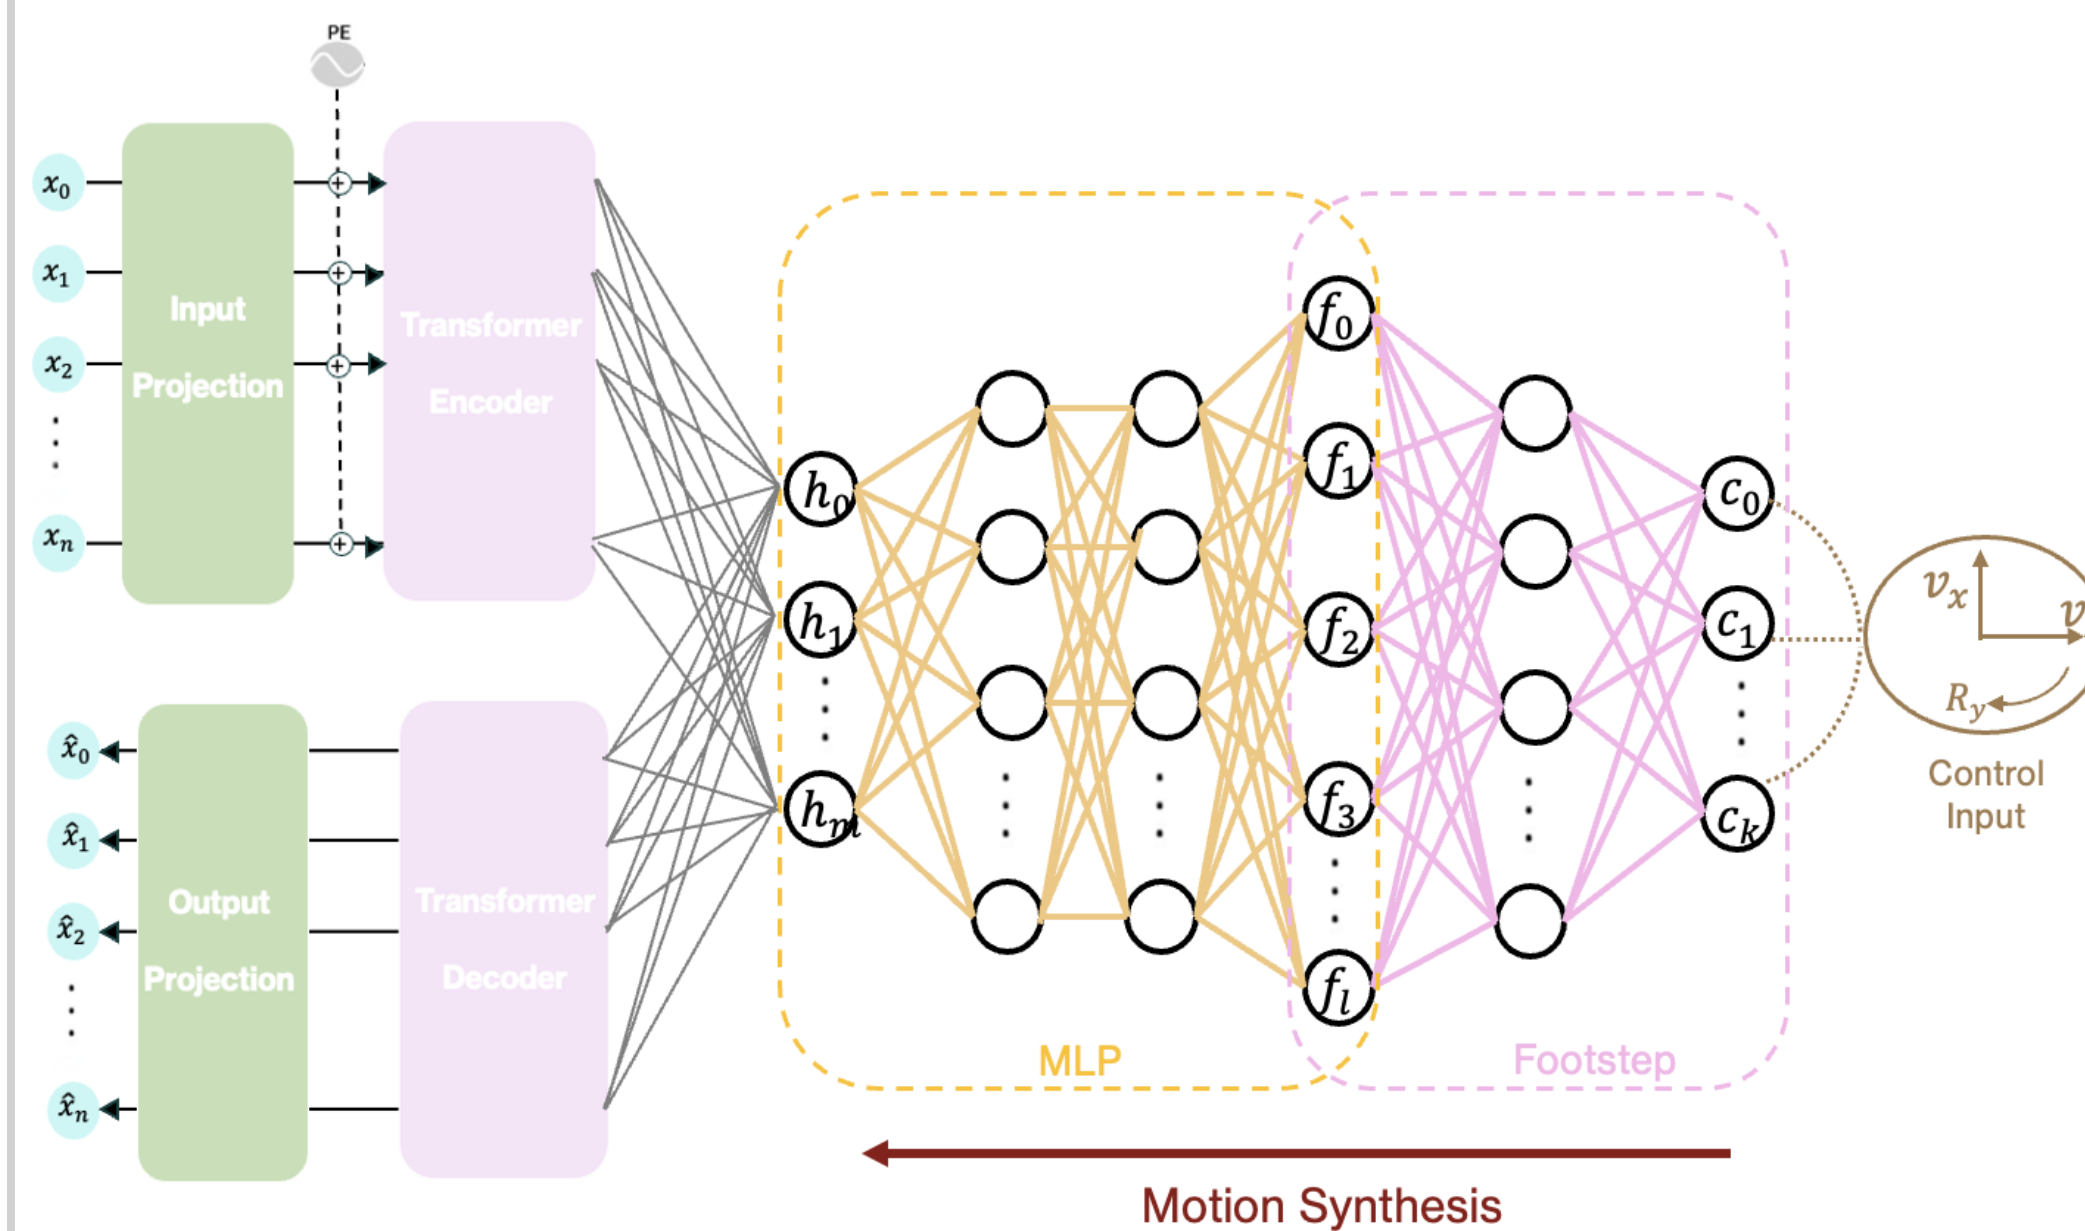 PE
x₀
x₁
x₂
xₙ
Input
Projection
Transformer
Encoder
x̂₀
x̂₁
x̂₂
x̂ₙ
Output
Projection
Transformer
Decoder
h₀
h₁
hₘ
f₀
f₁
f₂
f₃
fₗ
MLP
c₀
c₁
cₖ
Footstep
vₓ
v
R_y
Control
Input
Motion Synthesis